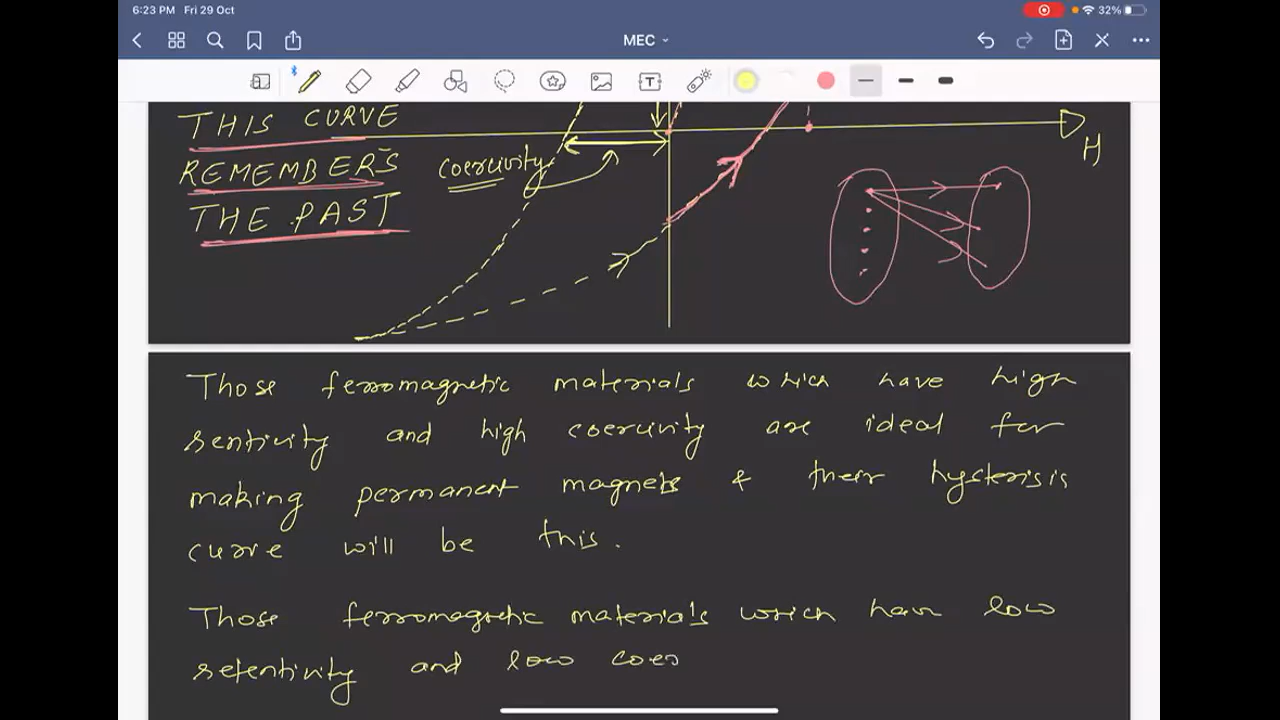 6:23 PM Fri 29 Oct
32%
MEC
THIS CURVE
REMEMBER'S
THE PAST
coercivity
H
Those ferromagnetic materials which have high
sentivity and high coercivity are ideal for
making permanent magnets & their hysterisis
curve will be this.
Those ferromagnetic materials which have low
retentivity and low coer